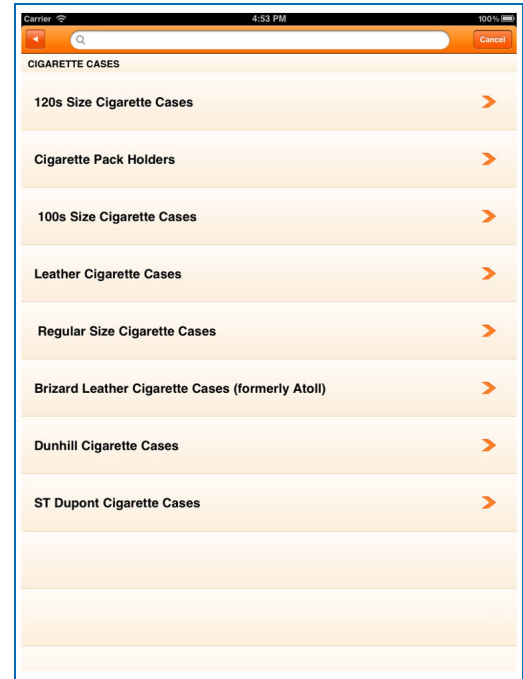 Carrier 4:53 PM 100%
Cancel
CIGARETTE CASES
120s Size Cigarette Cases
Cigarette Pack Holders
100s Size Cigarette Cases
Leather Cigarette Cases
Regular Size Cigarette Cases
Brizard Leather Cigarette Cases (formerly Atoll)
Dunhill Cigarette Cases
ST Dupont Cigarette Cases